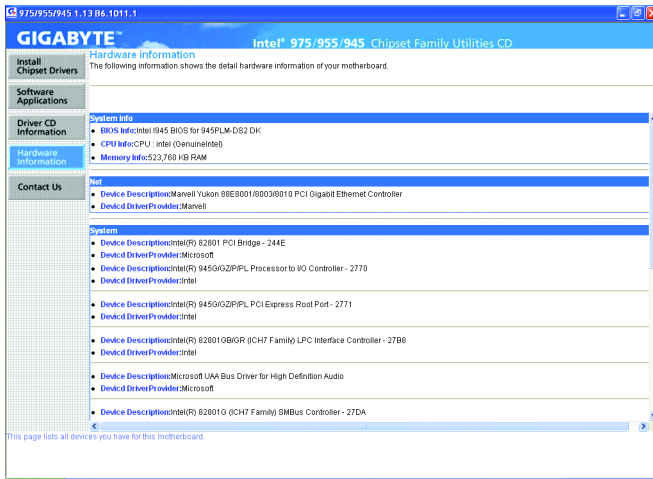 975/955/945 1.13 B6.1011.1
GIGABYTE™
Intel® 975/955/945 Chipset Family Utilities CD
Install
Chipset Drivers
Software
Applications
Driver CD
Information
Hardware
Information
Contact Us
Hardware information
The following information shows the detail hardware information of your motherboard.
System Info
• BIOS Info:Intel I945 BIOS for 945PLM-DS2 DK
• CPU Info:CPU : intel (GenuineIntel)
• Memory Info:523,760 KB RAM
Net
• Device Description:Marvell Yukon 88E8001/8003/8010 PCI Gigabit Ethernet Controller
• Devicd DriverProvider:Marvell
System
• Device Description:Intel(R) 82801 PCI Bridge - 244E
• Devicd DriverProvider:Microsoft
• Device Description:Intel(R) 945G/GZ/P/PL Processor to I/O Controller - 2770
• Devicd DriverProvider:Intel
• Device Description:Intel(R) 945G/GZ/P/PL PCI Express Root Port - 2771
• Devicd DriverProvider:Intel
• Device Description:Intel(R) 82801GB/GR (ICH7 Family) LPC Interface Controller - 27B8
• Devicd DriverProvider:Intel
• Device Description:Microsoft UAA Bus Driver for High Definition Audio
• Devicd DriverProvider:Microsoft
• Device Description:Intel(R) 82801G (ICH7 Family) SMBus Controller - 27DA
This page lists all devices you have for this motherboard.